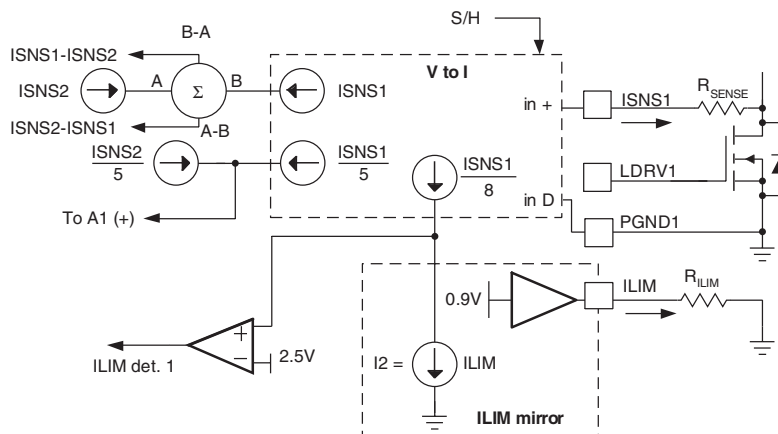 S/H
B-A
ISNS1-ISNS2
V to I
A
B
Σ
ISNS2
ISNS1
in +
ISNS1
RSENSE
ISNS2-ISNS1
A-B
ISNS2
5
ISNS1
5
ISNS1
8
LDRV1
in D
PGND1
To A1 (+)
0.9V
ILIM
RILIM
+
–
2.5V
ILIM det. 1
I2 =
ILIM
ILIM mirror